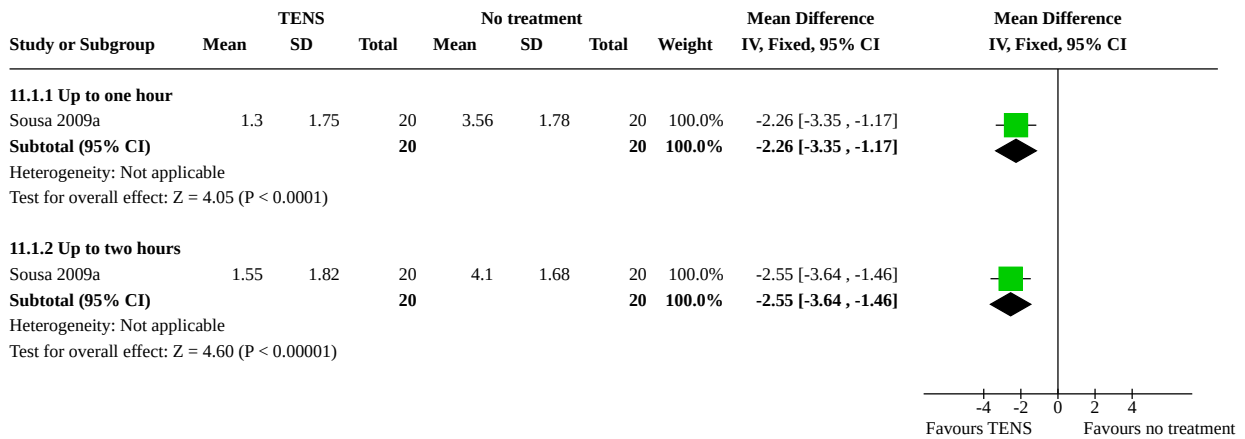 TENS No treatment Mean Difference Mean Difference
Study or Subgroup Mean SD Total Mean SD Total Weight IV, Fixed, 95% CI IV, Fixed, 95% CI
11.1.1 Up to one hour
Sousa 2009a 1.3 1.75 20 3.56 1.78 20 100.0% -2.26 [-3.35 , -1.17]
Subtotal (95% CI) 20 20 100.0% -2.26 [-3.35 , -1.17]
Heterogeneity: Not applicable
Test for overall effect: Z = 4.05 (P < 0.0001)
11.1.2 Up to two hours
Sousa 2009a 1.55 1.82 20 4.1 1.68 20 100.0% -2.55 [-3.64 , -1.46]
Subtotal (95% CI) 20 20 100.0% -2.55 [-3.64 , -1.46]
Heterogeneity: Not applicable
Test for overall effect: Z = 4.60 (P < 0.00001)
-4 -2 0 2 4
Favours TENS Favours no treatment